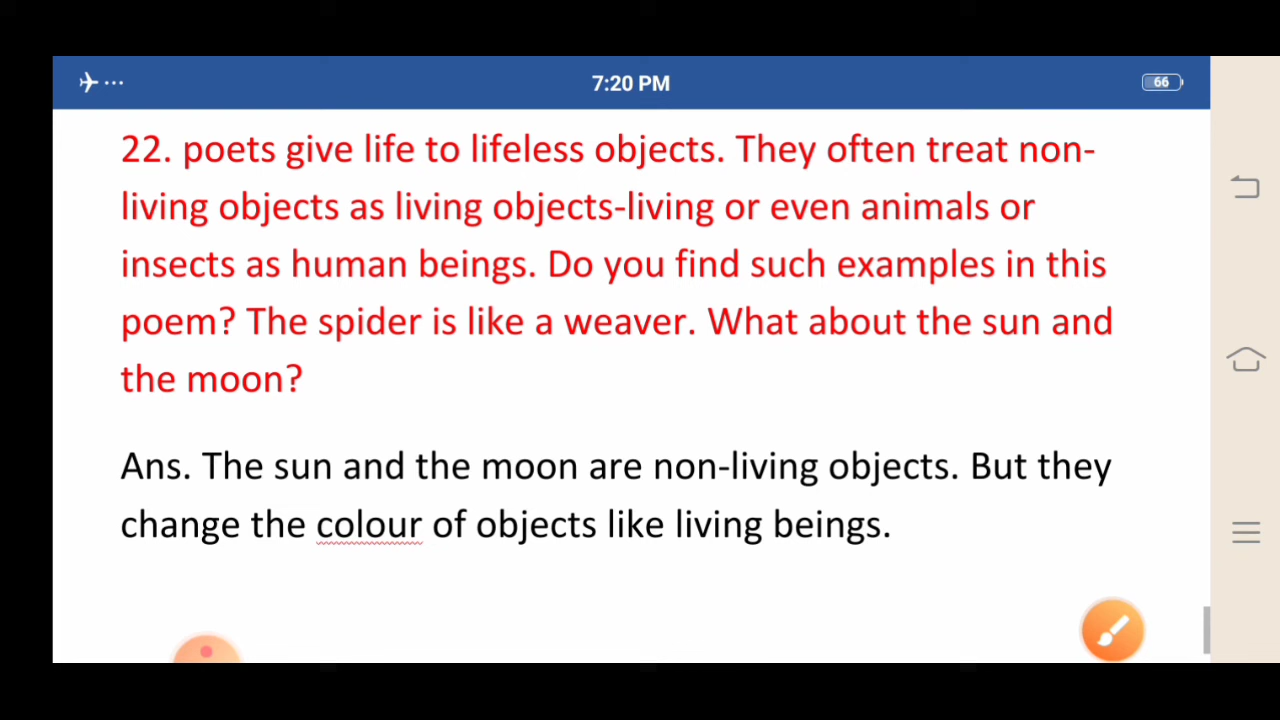 7:20 PM
66
22. poets give life to lifeless objects. They often treat non-
living objects as living objects-living or even animals or
insects as human beings. Do you find such examples in this
poem? The spider is like a weaver. What about the sun and
the moon?
Ans. The sun and the moon are non-living objects. But they
change the colour of objects like living beings.